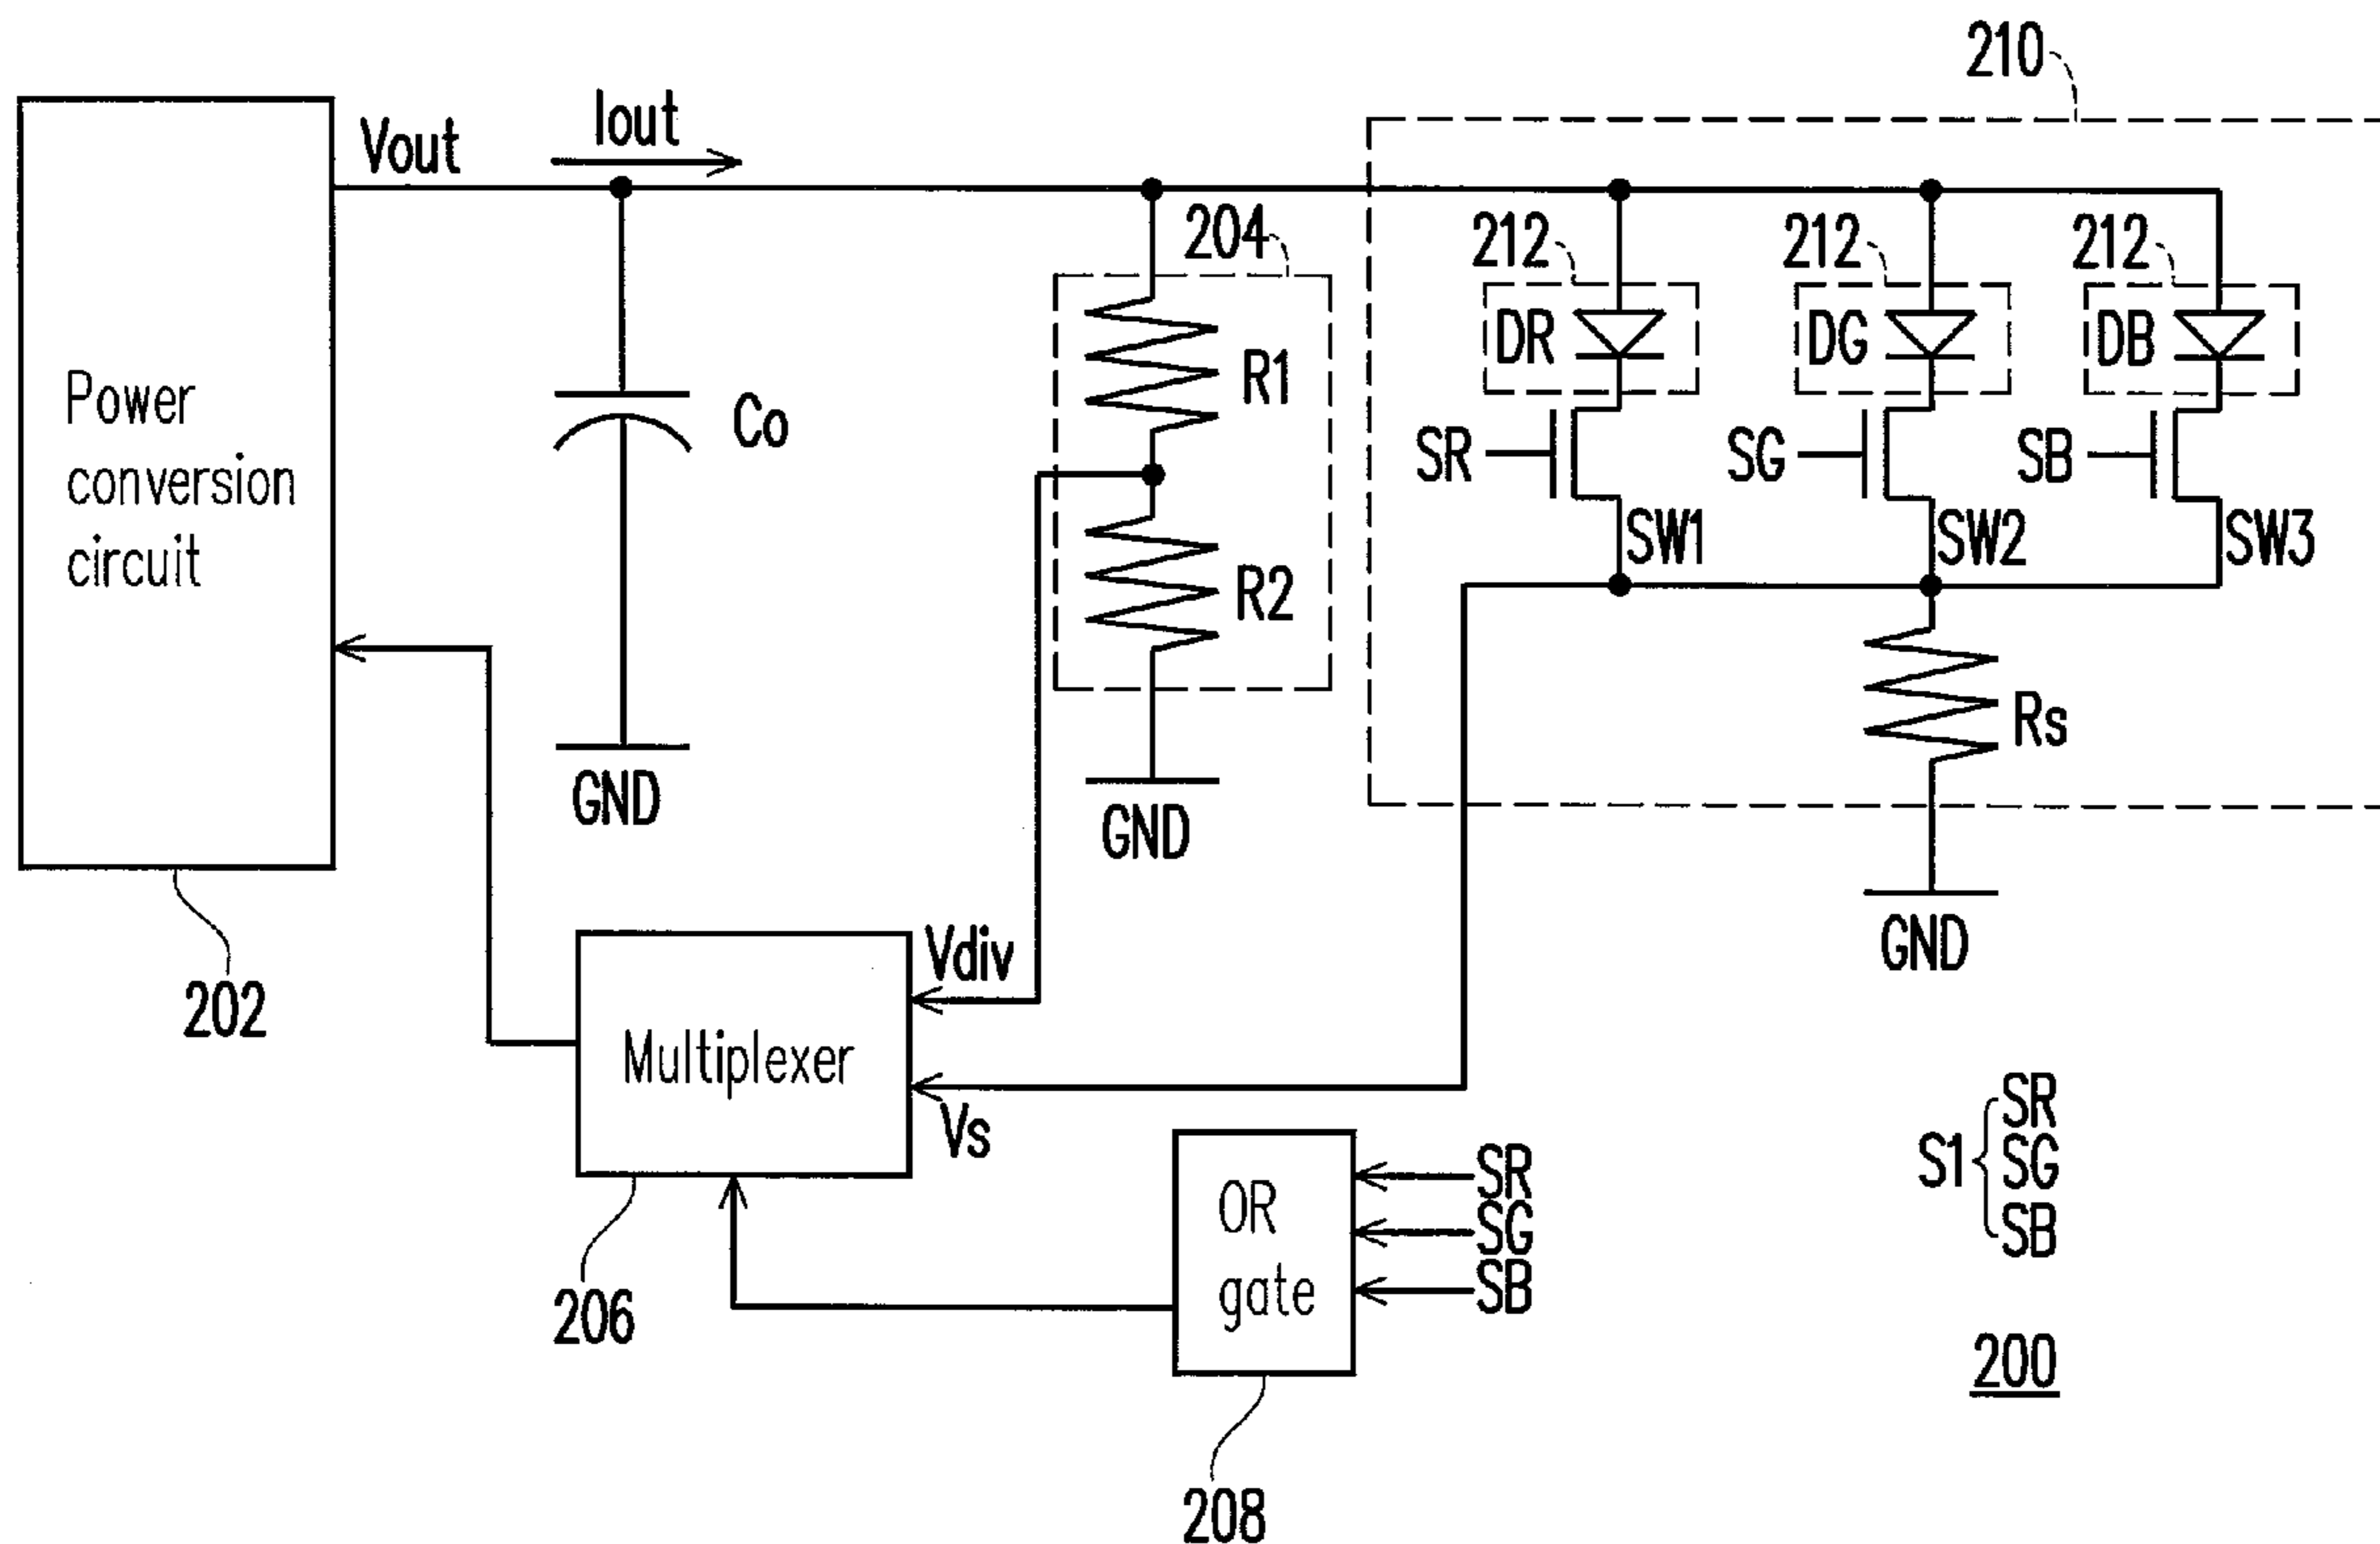 210
Vout
Iout
204
212
212
212
DR
DG
DB
R1
Power
conversion
circuit
Co
SR
SG
SB
SW1
SW2
SW3
R2
Rs
GND
GND
GND
Vdiv
202
Multiplexer
Vs
SR
SG
SB
OR
gate
SR
SG
SB
S1
206
200
208